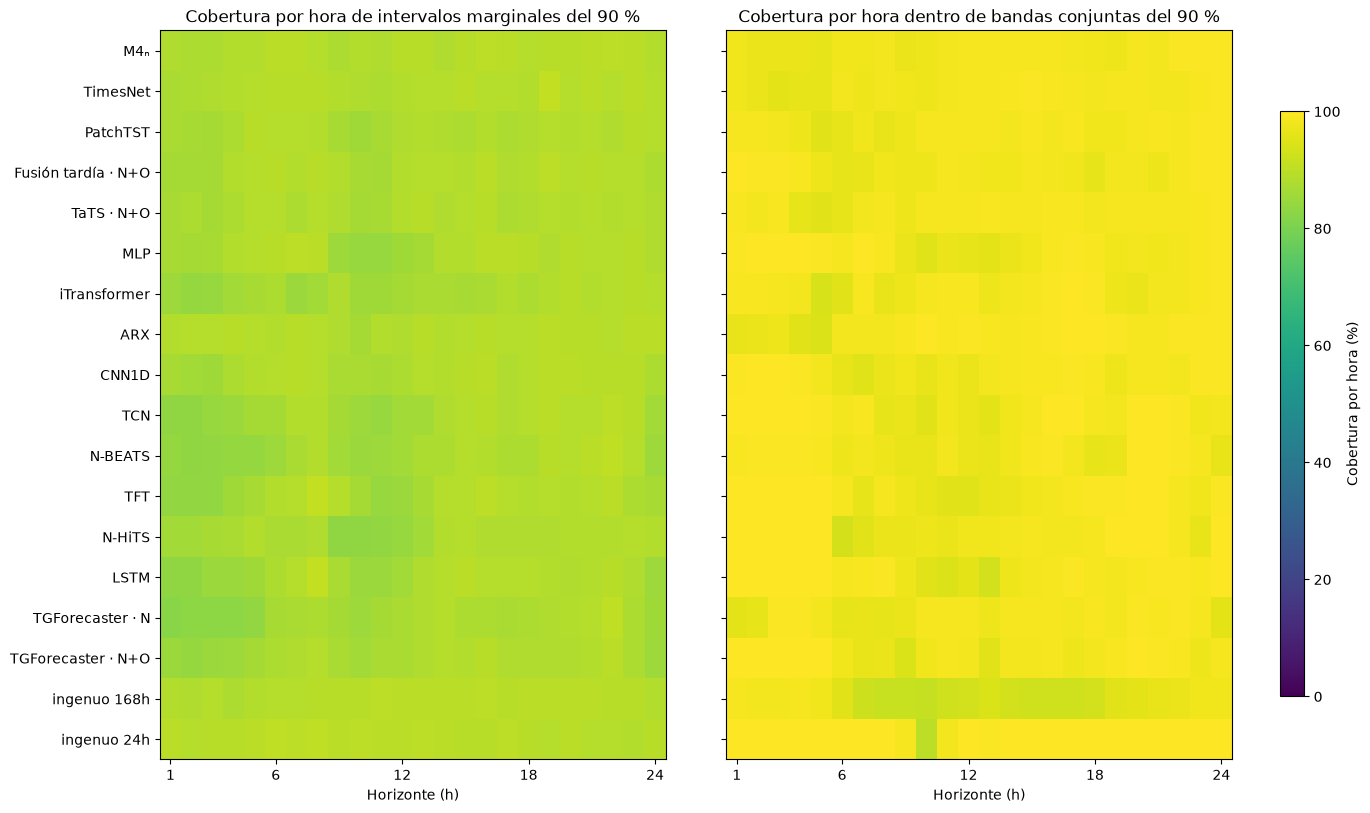 Cobertura por hora de intervalos marginales del 90 %
Cobertura por hora dentro de bandas conjuntas del 90 %
M4ₙ
TimesNet
PatchTST
Fusión tardía · N+O
TaTS · N+O
MLP
iTransformer
ARX
CNN1D
TCN
N-BEATS
TFT
N-HiTS
LSTM
TGForecaster · N
TGForecaster · N+O
ingenuo 168h
ingenuo 24h
1 6 12 18 24
Horizonte (h)
1 6 12 18 24
Horizonte (h)
100
80
60
40
20
0
Cobertura por hora (%)